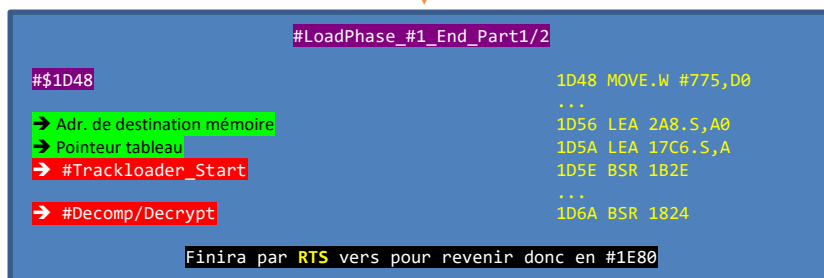 #LoadPhase_#1_End_Part1/2
#$1D48 1D48 MOVE.W #775,D0
...
➔ Adr. de destination mémoire 1D56 LEA 2A8.S,A0
➔ Pointeur tableau 1D5A LEA 17C6.S,A
➔ #Trackloader_Start 1D5E BSR 1B2E
...
➔ #Decomp/Decrypt 1D6A BSR 1824
Finira par RTS vers pour revenir donc en #1E80